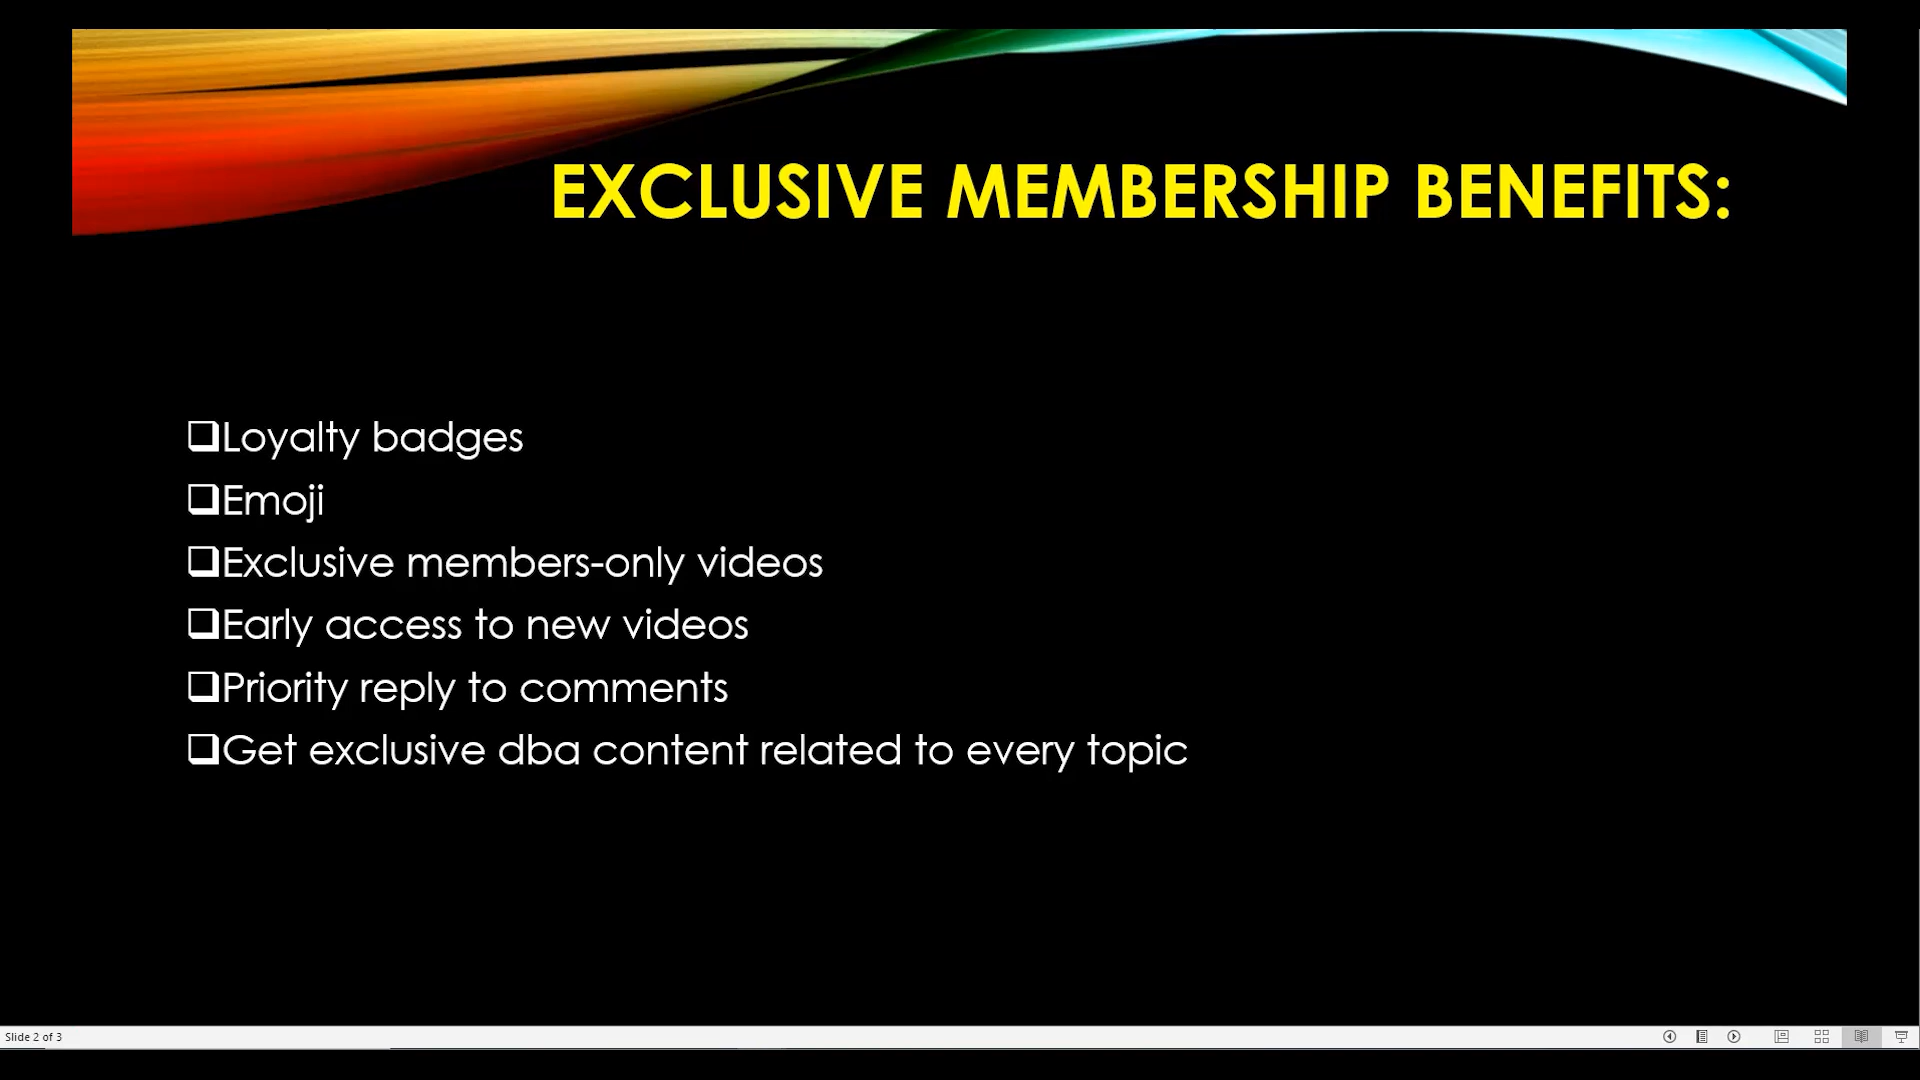 EXCLUSIVE MEMBERSHIP BENEFITS:
❑Loyalty badges
❑Emoji
❑Exclusive members-only videos
❑Early access to new videos
❑Priority reply to comments
❑Get exclusive dba content related to every topic
Slide 2 of 3